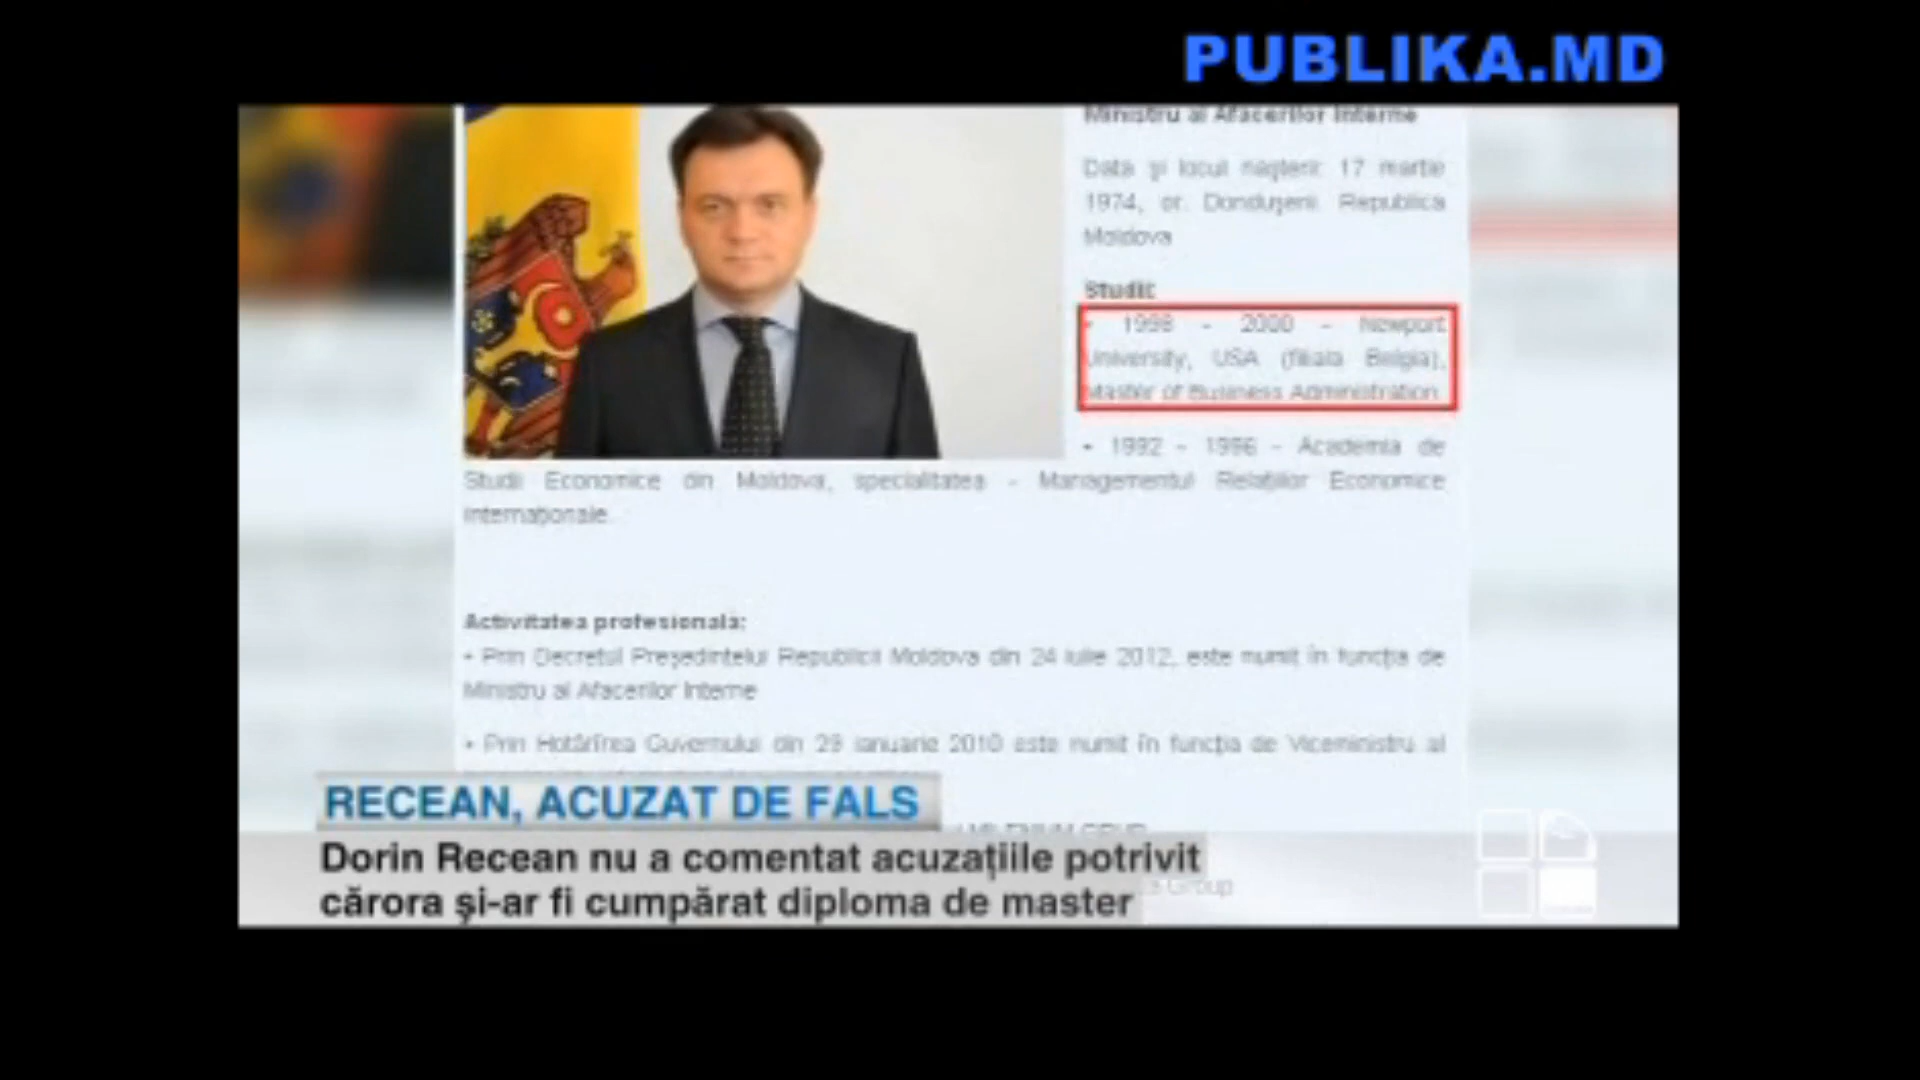 PUBLIKA.MD
Ministru al Afacerilor Interne
Data şi locul naşterii: 17 martie
1974, or. Donduşeni. Republica
Moldova
Studii:
• 1998 - 2000 - Newport
University, USA (filiala Belgia),
Master of Business Administration.
• 1992 - 1996 - Academia de
Studii Economice din Moldova, specialitatea - Managementul Relaţiilor Economice
Internaţionale.
Activitatea profesională:
• Prin Decretul Preşedintelui Republicii Moldova din 24 iulie 2012, este numit în funcţia de
Ministru al Afacerilor Interne
• Prin Hotărîrea Guvernului din 29 ianuarie 2010 este numit în funcţia de Viceministru al
RECEAN, ACUZAT DE FALS
Dorin Recean nu a comentat acuzaţiile potrivit
cărora şi-ar fi cumpărat diploma de master
Group